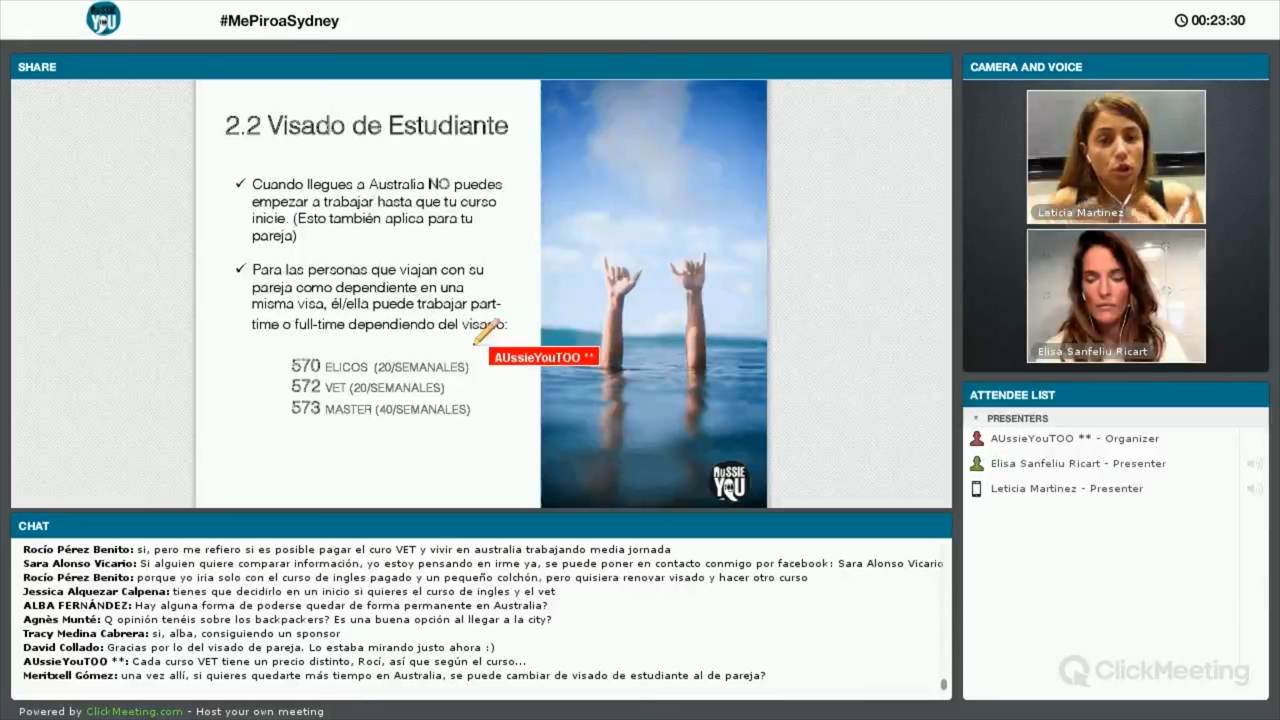 AUSSIE
YOU
#MePiroaSydney
00:23:30
SHARE
2.2 Visado de Estudiante
✓ Cuando llegues a Australia NO puedes
empezar a trabajar hasta que tu curso
inicie. (Esto también aplica para tu
pareja)
✓ Para las personas que viajan con su
pareja como dependiente en una
misma visa, él/ella puede trabajar part-
time o full-time dependiendo del visado:
AUssieYouTOO **
570 ELICOS (20/SEMANALES)
572 VET (20/SEMANALES)
573 MASTER (40/SEMANALES)
AUSSIE
YOU
CAMERA AND VOICE
Leticia Martinez
Elisa Sanfeliu Ricart
ATTENDEE LIST
PRESENTERS
AUssieYouTOO ** - Organizer
Elisa Sanfeliu Ricart - Presenter
Leticia Martinez - Presenter
CHAT
Rocío Pérez Benito: si, pero me refiero si es posible pagar el curo VET y vivir en australia trabajando media jornada
Sara Alonso Vicario: Si alguien quiere comparar información, yo estoy pensando en irme ya, se puede poner en contacto conmigo por facebook: Sara Alonso Vicario
Rocío Pérez Benito: porque yo iria solo con el curso de ingles pagado y un pequeño colchón, pero quisiera renovar visado y hacer otro curso
Jessica Alquezar Calpena: tienes que decidirlo en un inicio si quieres el curso de ingles y el vet
ALBA FERNÁNDEZ: Hay alguna forma de poderse quedar de forma permanente en Australia?
Agnès Munté: Q opinión tenéis sobre los backpackers? Es una buena opción al llegar a la city?
Tracy Medina Cabrera: si, alba, consiguiendo un sponsor
David Collado: Gracias por lo del visado de pareja. Lo estaba mirando justo ahora :)
AUssieYouTOO **: Cada curso VET tiene un precio distinto, Rocí, así que según el curso...
Meritxell Gómez: una vez allí, si quieres quedarte más tiempo en Australia, se puede cambiar de visado de estudiante al de pareja?
ClickMeeting
Powered by ClickMeeting.com - Host your own meeting